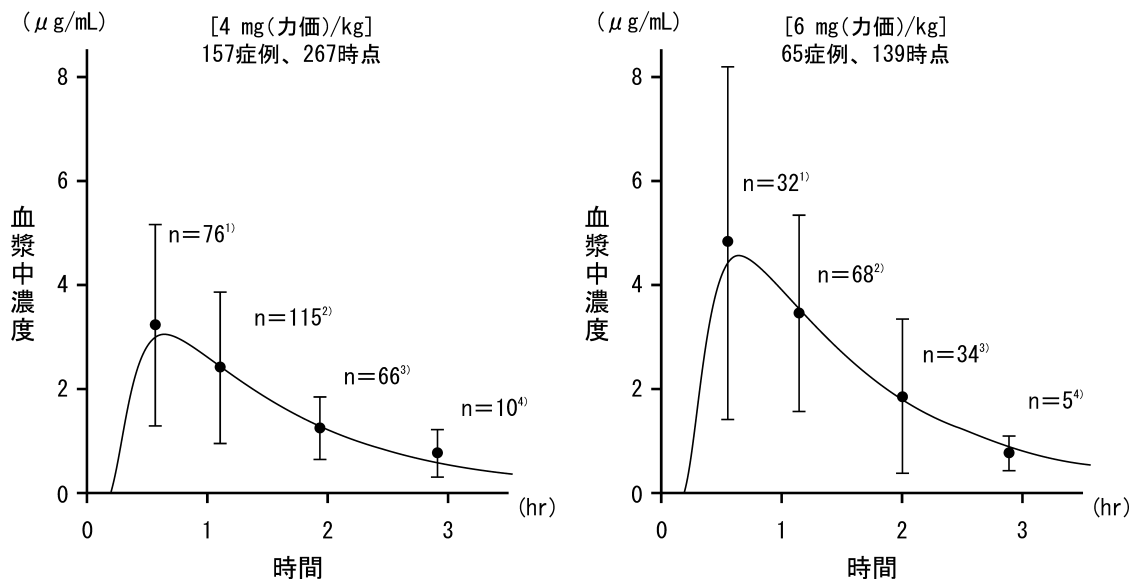 (μg/mL)
[4 mg(力価)/kg]
157症例、267時点
8
6
4
2
0
血漿中濃度
n=761)
n=1152)
n=663)
n=104)
0
1
2
3
(hr)
時間
(μg/mL)
[6 mg(力価)/kg]
65症例、139時点
8
6
4
2
0
血漿中濃度
n=321)
n=682)
n=343)
n=54)
0
1
2
3
(hr)
時間